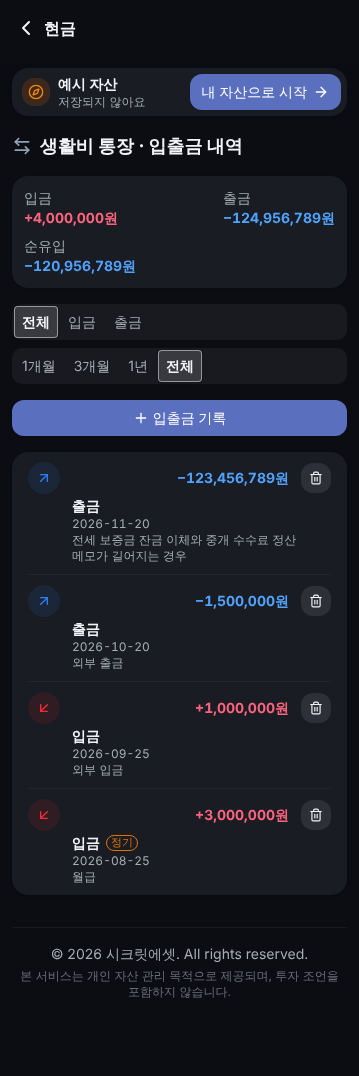 현금
예시 자산
저장되지 않아요
내 자산으로 시작
생활비 통장 · 입출금 내역
입금
+4,000,000원
출금
−124,956,789원
순유입
−120,956,789원
전체 입금 출금
1개월 3개월 1년 전체
입출금 기록
−123,456,789원
출금
2026-11-20
전세 보증금 잔금 이체와 중개 수수료 정산
메모가 길어지는 경우
−1,500,000원
출금
2026-10-20
외부 출금
+1,000,000원
입금
2026-09-25
외부 입금
+3,000,000원
입금 정기
2026-08-25
월급
© 2026 시크릿에셋. All rights reserved.
본 서비스는 개인 자산 관리 목적으로 제공되며, 투자 조언을
포함하지 않습니다.